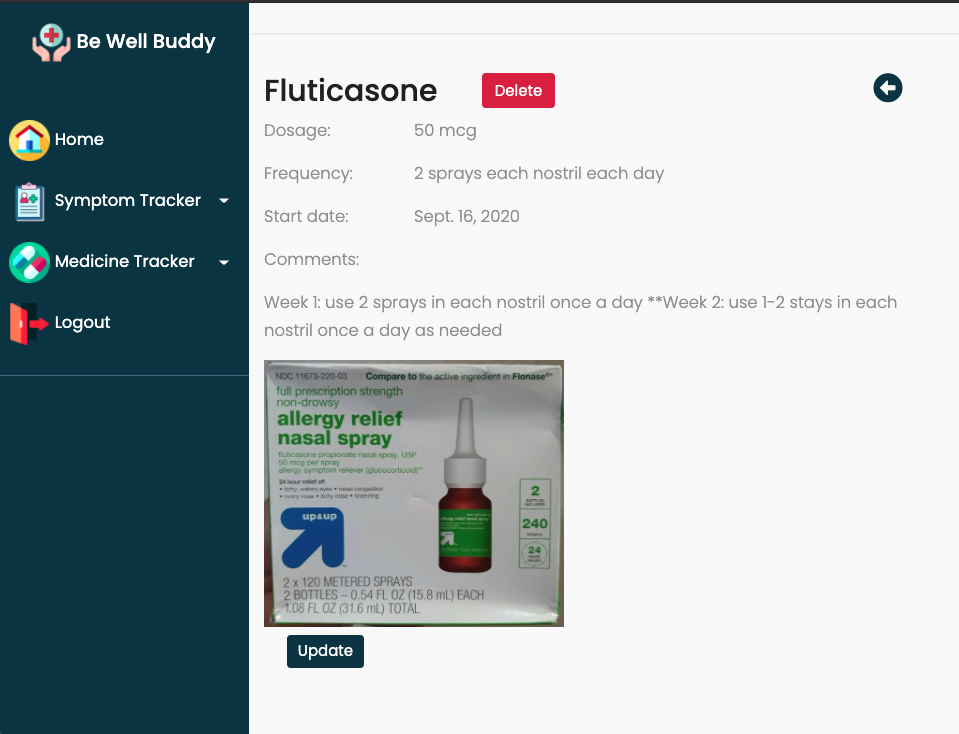 Be Well Buddy
Home
Symptom Tracker
Medicine Tracker
Logout
Fluticasone
Delete
Dosage: 50 mcg
Frequency: 2 sprays each nostril each day
Start date: Sept. 16, 2020
Comments:
Week 1: use 2 sprays in each nostril once a day **Week 2: use 1-2 stays in each
nostril once a day as needed
NDC 11673-220-03 Compare to the active ingredient in Flonase®*
full prescription strength
non-drowsy
allergy relief
nasal spray
fluticasone propionate nasal spray, USP
50 mcg per spray
allergy symptom reliever (glucocorticoid)**
24 hour relief of:
• itchy, watery eyes • nasal congestion
• runny nose • itchy nose • sneezing
up&up
2
BOTTLES
INCLUDED
240
SPRAYS
24
HOUR
RELIEF
2 x 120 METERED SPRAYS
2 BOTTLES – 0.54 FL OZ (15.8 mL) EACH
1.08 FL OZ (31.6 mL) TOTAL
Update